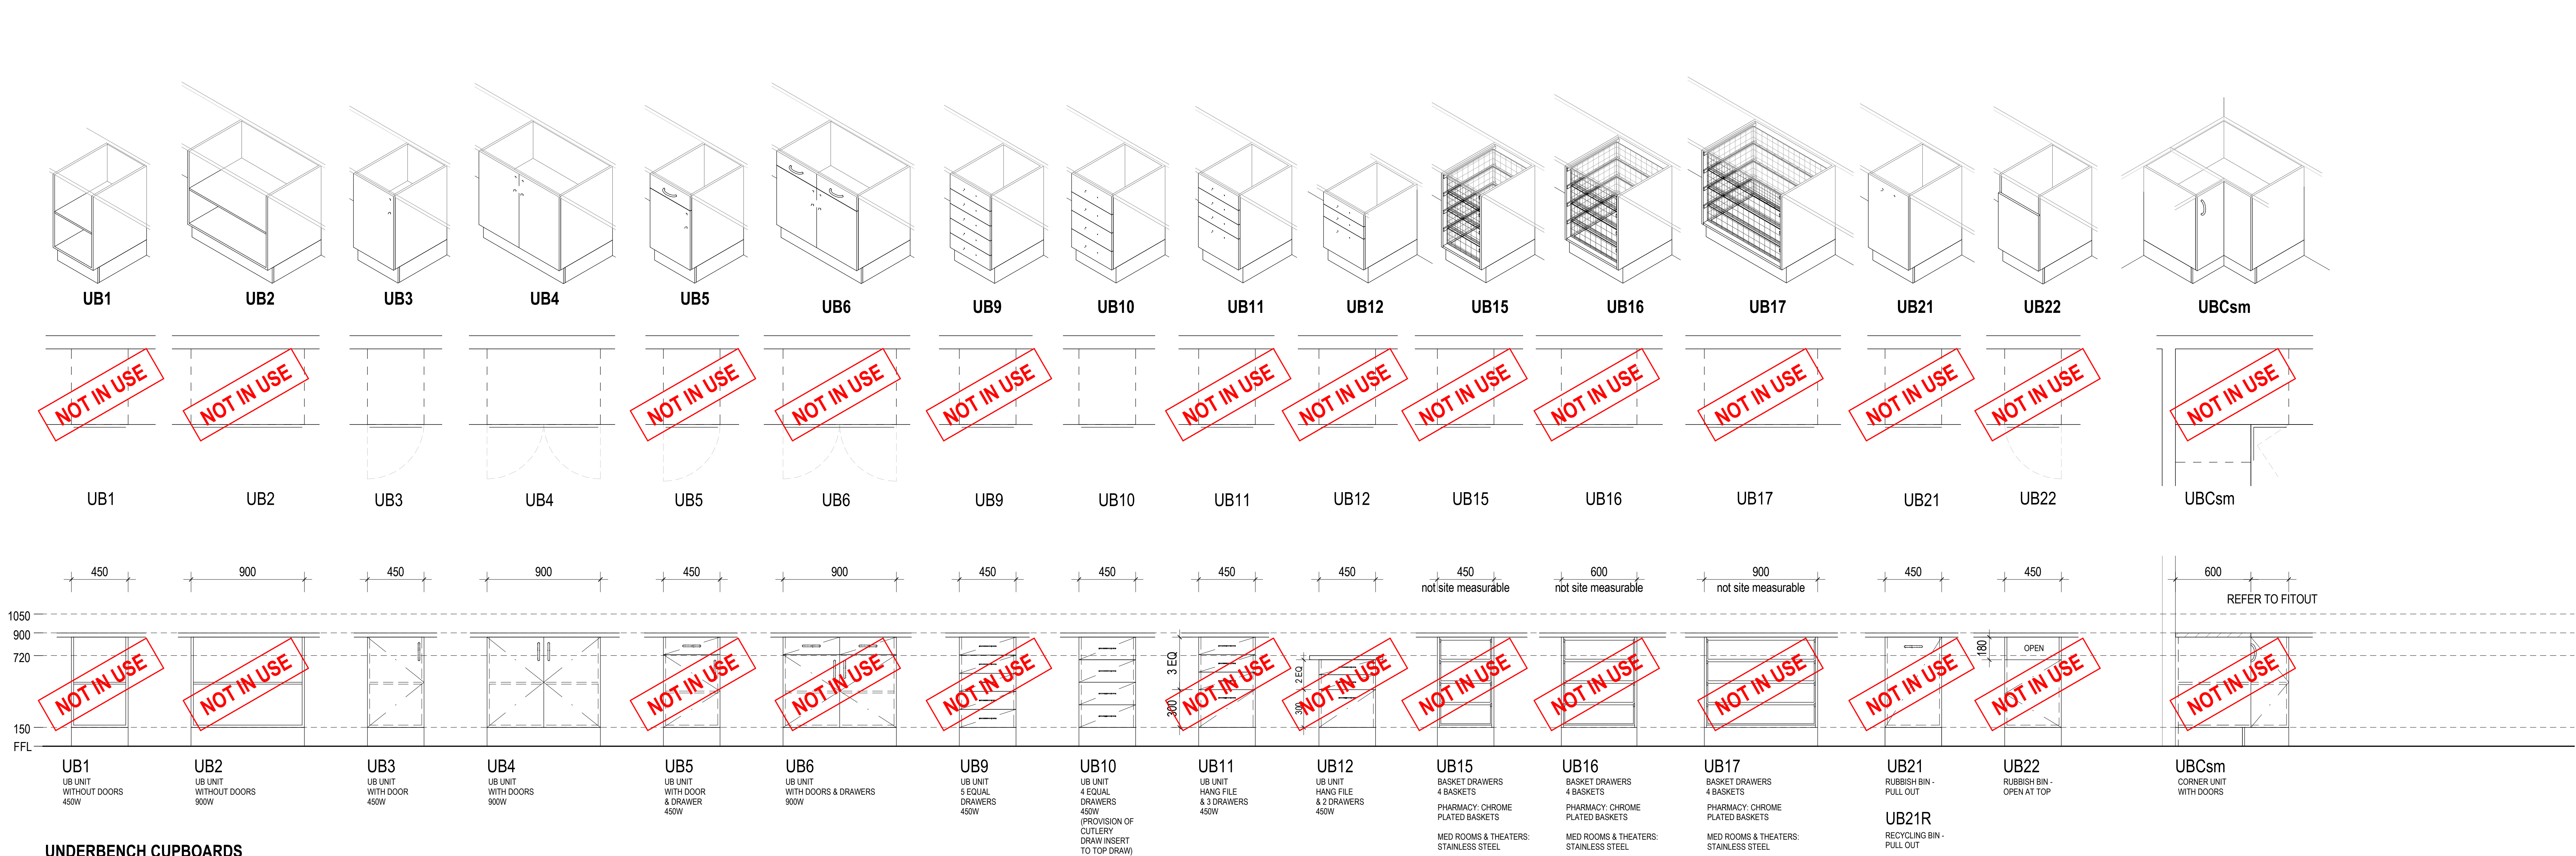 UB1 UB2 UB3 UB4 UB5 UB6 UB9 UB10 UB11 UB12 UB15 UB16 UB17 UB21 UB22 UBCsm
NOT IN USE NOT IN USE NOT IN USE NOT IN USE NOT IN USE NOT IN USE NOT IN USE NOT IN USE NOT IN USE NOT IN USE NOT IN USE NOT IN USE NOT IN USE
UB1 UB2 UB3 UB4 UB5 UB6 UB9 UB10 UB11 UB12 UB15 UB16 UB17 UB21 UB22 UBCsm
450 900 450 900 450 900 450 450 450 450 450 600 900 450 450 600
not site measurable not site measurable not site measurable
REFER TO FITOUT
1050
900
720
150
FFL
3 EQ
300
2 EQ
300
180
OPEN
NOT IN USE NOT IN USE NOT IN USE NOT IN USE NOT IN USE NOT IN USE NOT IN USE NOT IN USE NOT IN USE NOT IN USE NOT IN USE NOT IN USE NOT IN USE
UB1
UB UNIT
WITHOUT DOORS
450W
UB2
UB UNIT
WITHOUT DOORS
900W
UB3
UB UNIT
WITH DOOR
450W
UB4
UB UNIT
WITH DOORS
900W
UB5
UB UNIT
WITH DOOR
& DRAWER
450W
UB6
UB UNIT
WITH DOORS & DRAWERS
900W
UB9
UB UNIT
5 EQUAL
DRAWERS
450W
UB10
UB UNIT
4 EQUAL
DRAWERS
450W
(PROVISION OF
CUTLERY
DRAW INSERT
TO TOP DRAW)
UB11
UB UNIT
HANG FILE
& 3 DRAWERS
450W
UB12
UB UNIT
HANG FILE
& 2 DRAWERS
450W
UB15
BASKET DRAWERS
4 BASKETS
PHARMACY: CHROME
PLATED BASKETS
MED ROOMS & THEATERS:
STAINLESS STEEL
UB16
BASKET DRAWERS
4 BASKETS
PHARMACY: CHROME
PLATED BASKETS
MED ROOMS & THEATERS:
STAINLESS STEEL
UB17
BASKET DRAWERS
4 BASKETS
PHARMACY: CHROME
PLATED BASKETS
MED ROOMS & THEATERS:
STAINLESS STEEL
UB21
RUBBISH BIN -
PULL OUT
UB21R
RECYCLING BIN -
PULL OUT
UB22
RUBBISH BIN -
OPEN AT TOP
UBCsm
CORNER UNIT
WITH DOORS
UNDERBENCH CUPBOARDS